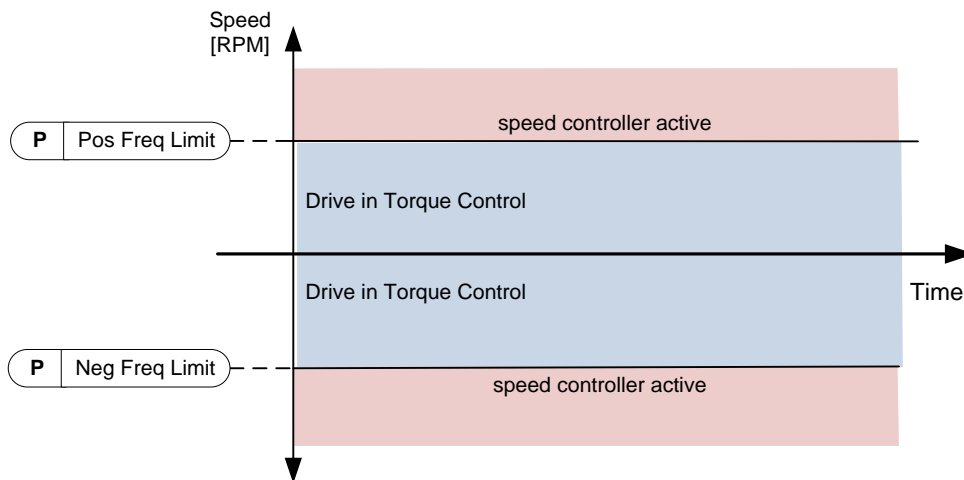 Speed
[RPM]
speed controller active
P Pos Freq Limit
Drive in Torque Control
Drive in Torque Control
Time
P Neg Freq Limit
speed controller active